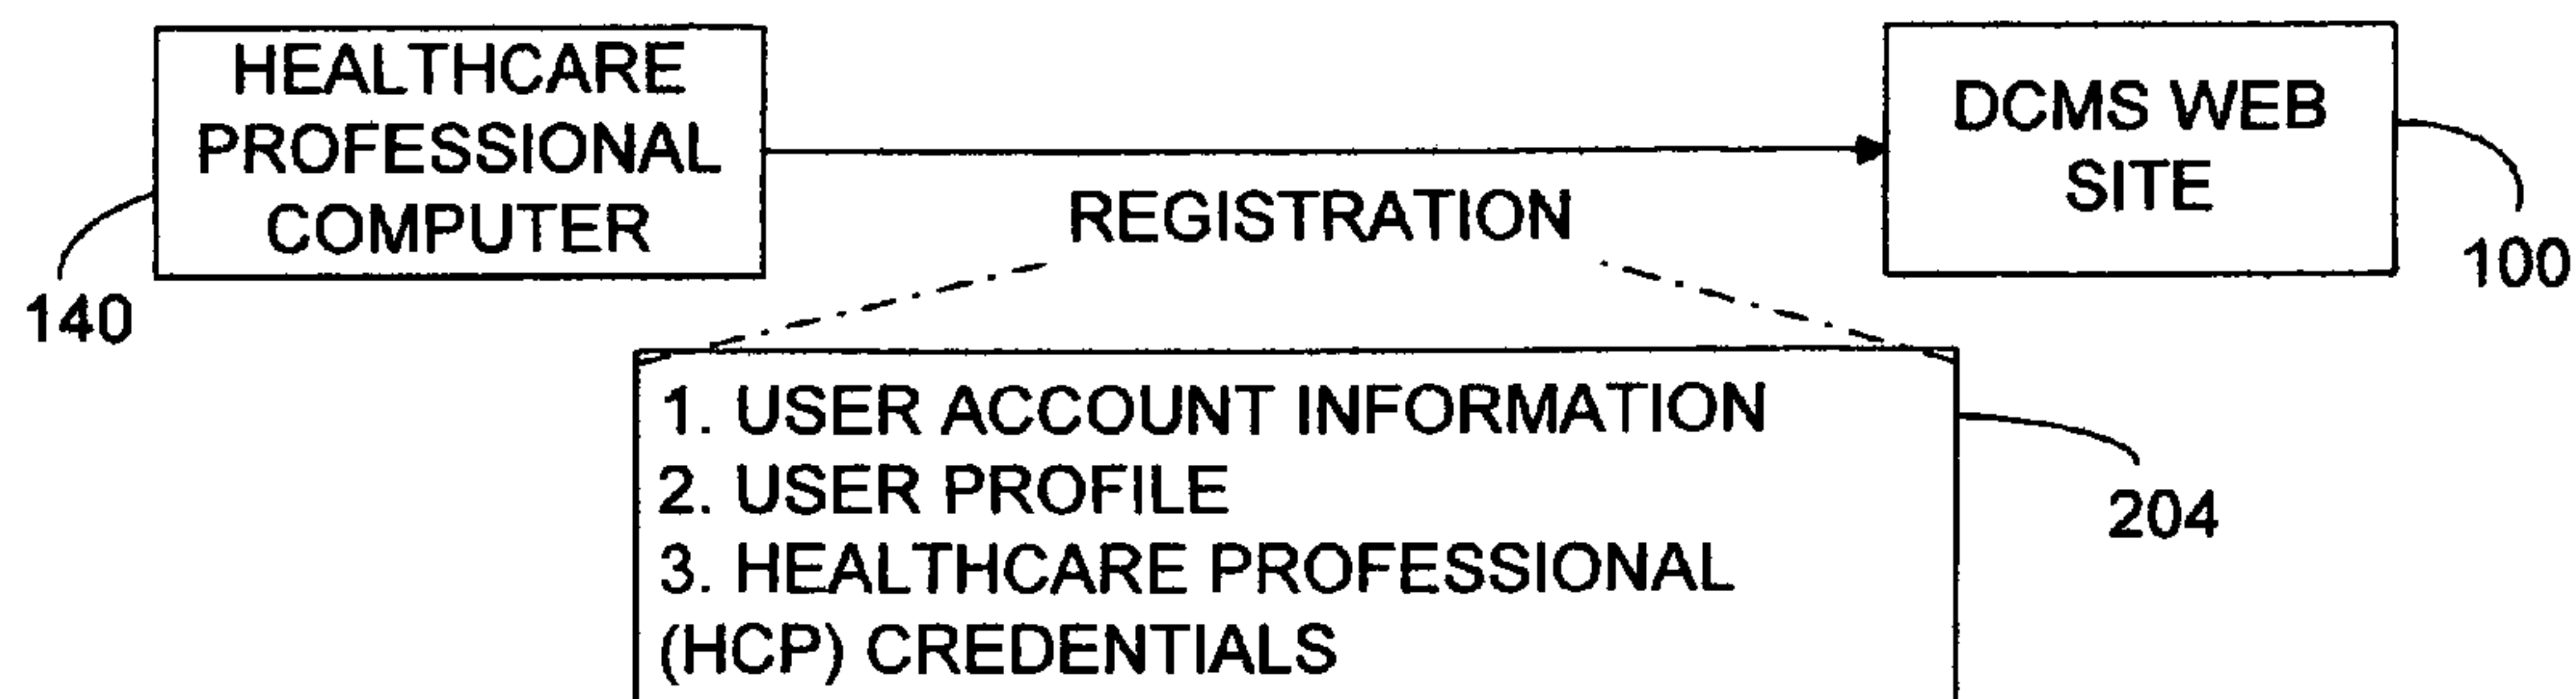 HEALTHCARE
PROFESSIONAL
COMPUTER
140
REGISTRATION
DCMS WEB
SITE
100
1. USER ACCOUNT INFORMATION
2. USER PROFILE
3. HEALTHCARE PROFESSIONAL
(HCP) CREDENTIALS
204